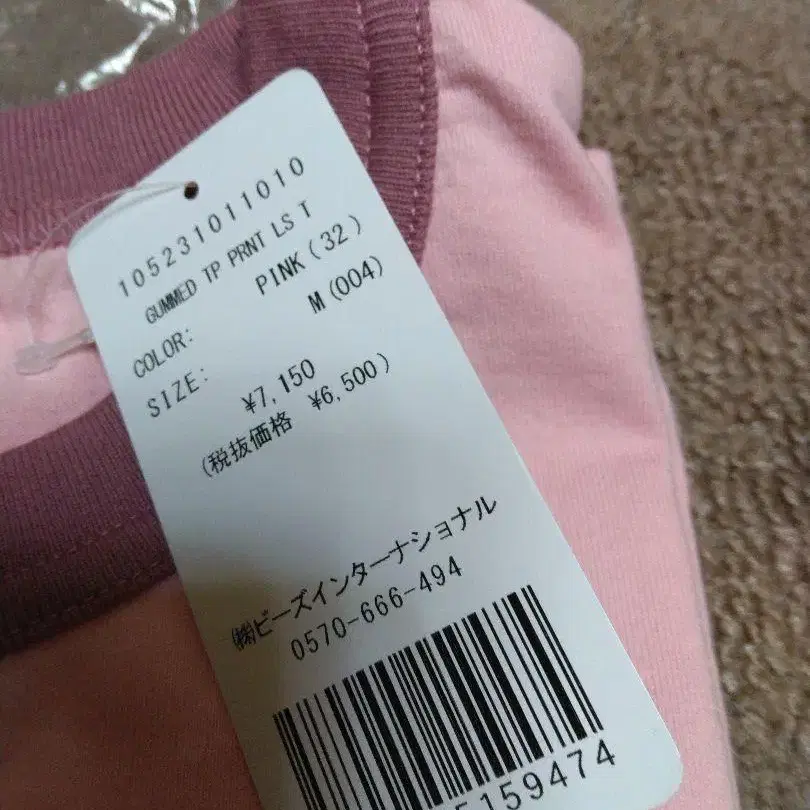 105231011010
GUMMED TP PRNT LS T
COLOR: PINK(32)
SIZE: M(004)
¥7,150
(税抜価格 ¥6,500)
㈱ビーズインターナショナル
0570-666-494
5159474